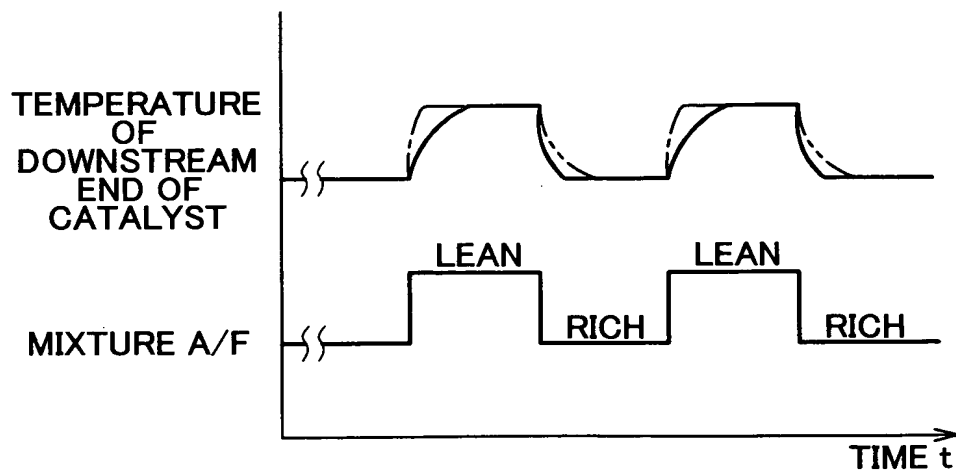 TEMPERATURE
OF
DOWNSTREAM
END OF
CATALYST
LEAN
LEAN
MIXTURE A/F
RICH
RICH
TIME t